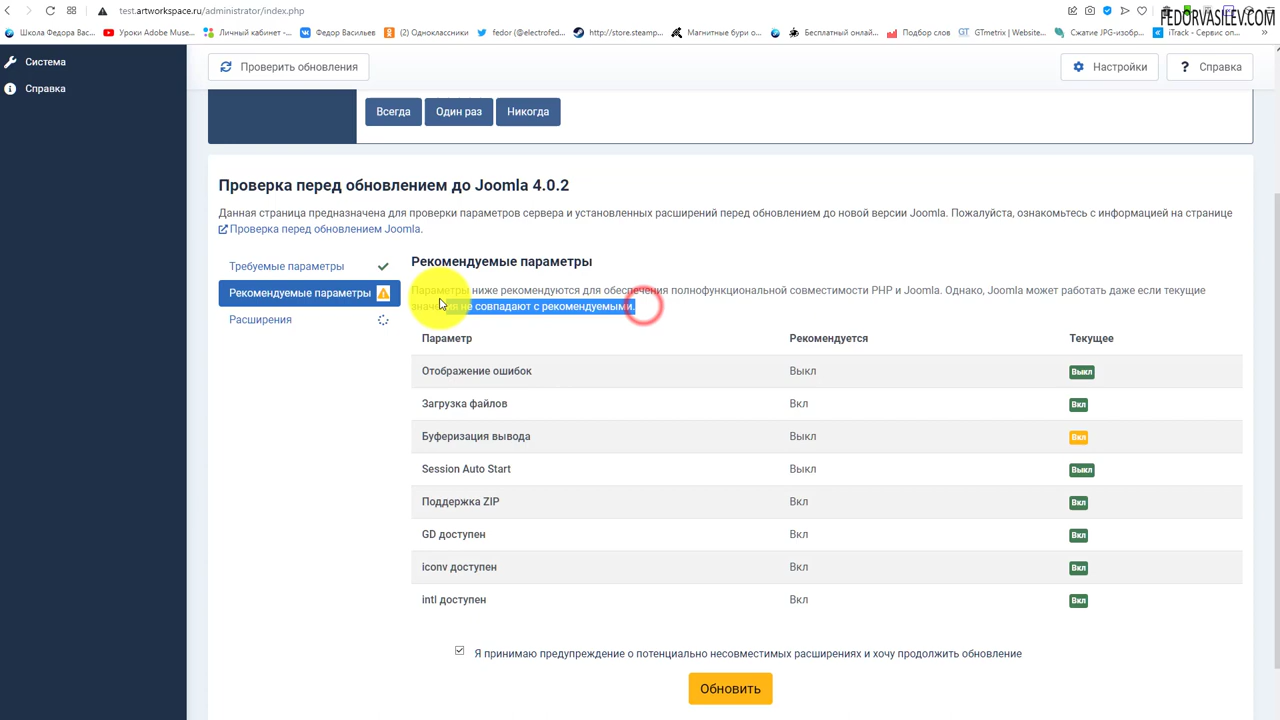 test.artworkspace.ru/administrator/index.php
FEDORVASILEV.COM
Школа Федора Вас...
Уроки Adobe Muse...
Личный кабинет -...
Федор Васильев
(2) Одноклассники
fedor (@electrofed...
http://store.steamp...
Магнитные бури о...
Бесплатный онлай...
Подбор слов
GTmetrix | Website...
Сжатие JPG-изобр...
iTrack - Сервис оп...
Система
Справка
Проверить обновления
Настройки
Справка
Всегда
Один раз
Никогда
Проверка перед обновлением до Joomla 4.0.2
Данная страница предназначена для проверки параметров сервера и установленных расширений перед обновлением до новой версии Joomla. Пожалуйста, ознакомьтесь с информацией на странице
Проверка перед обновлением Joomla.
Требуемые параметры
Рекомендуемые параметры
Расширения
Рекомендуемые параметры
Параметры ниже рекомендуются для обеспечения полнофункциональной совместимости PHP и Joomla. Однако, Joomla может работать даже если текущие
значения не совпадают с рекомендуемыми.
Параметр Рекомендуется Текущее
Отображение ошибок Выкл Выкл
Загрузка файлов Вкл Вкл
Буферизация вывода Выкл Вкл
Session Auto Start Выкл Выкл
Поддержка ZIP Вкл Вкл
GD доступен Вкл Вкл
iconv доступен Вкл Вкл
intl доступен Вкл Вкл
Я принимаю предупреждение о потенциально несовместимых расширениях и хочу продолжить обновление
Обновить